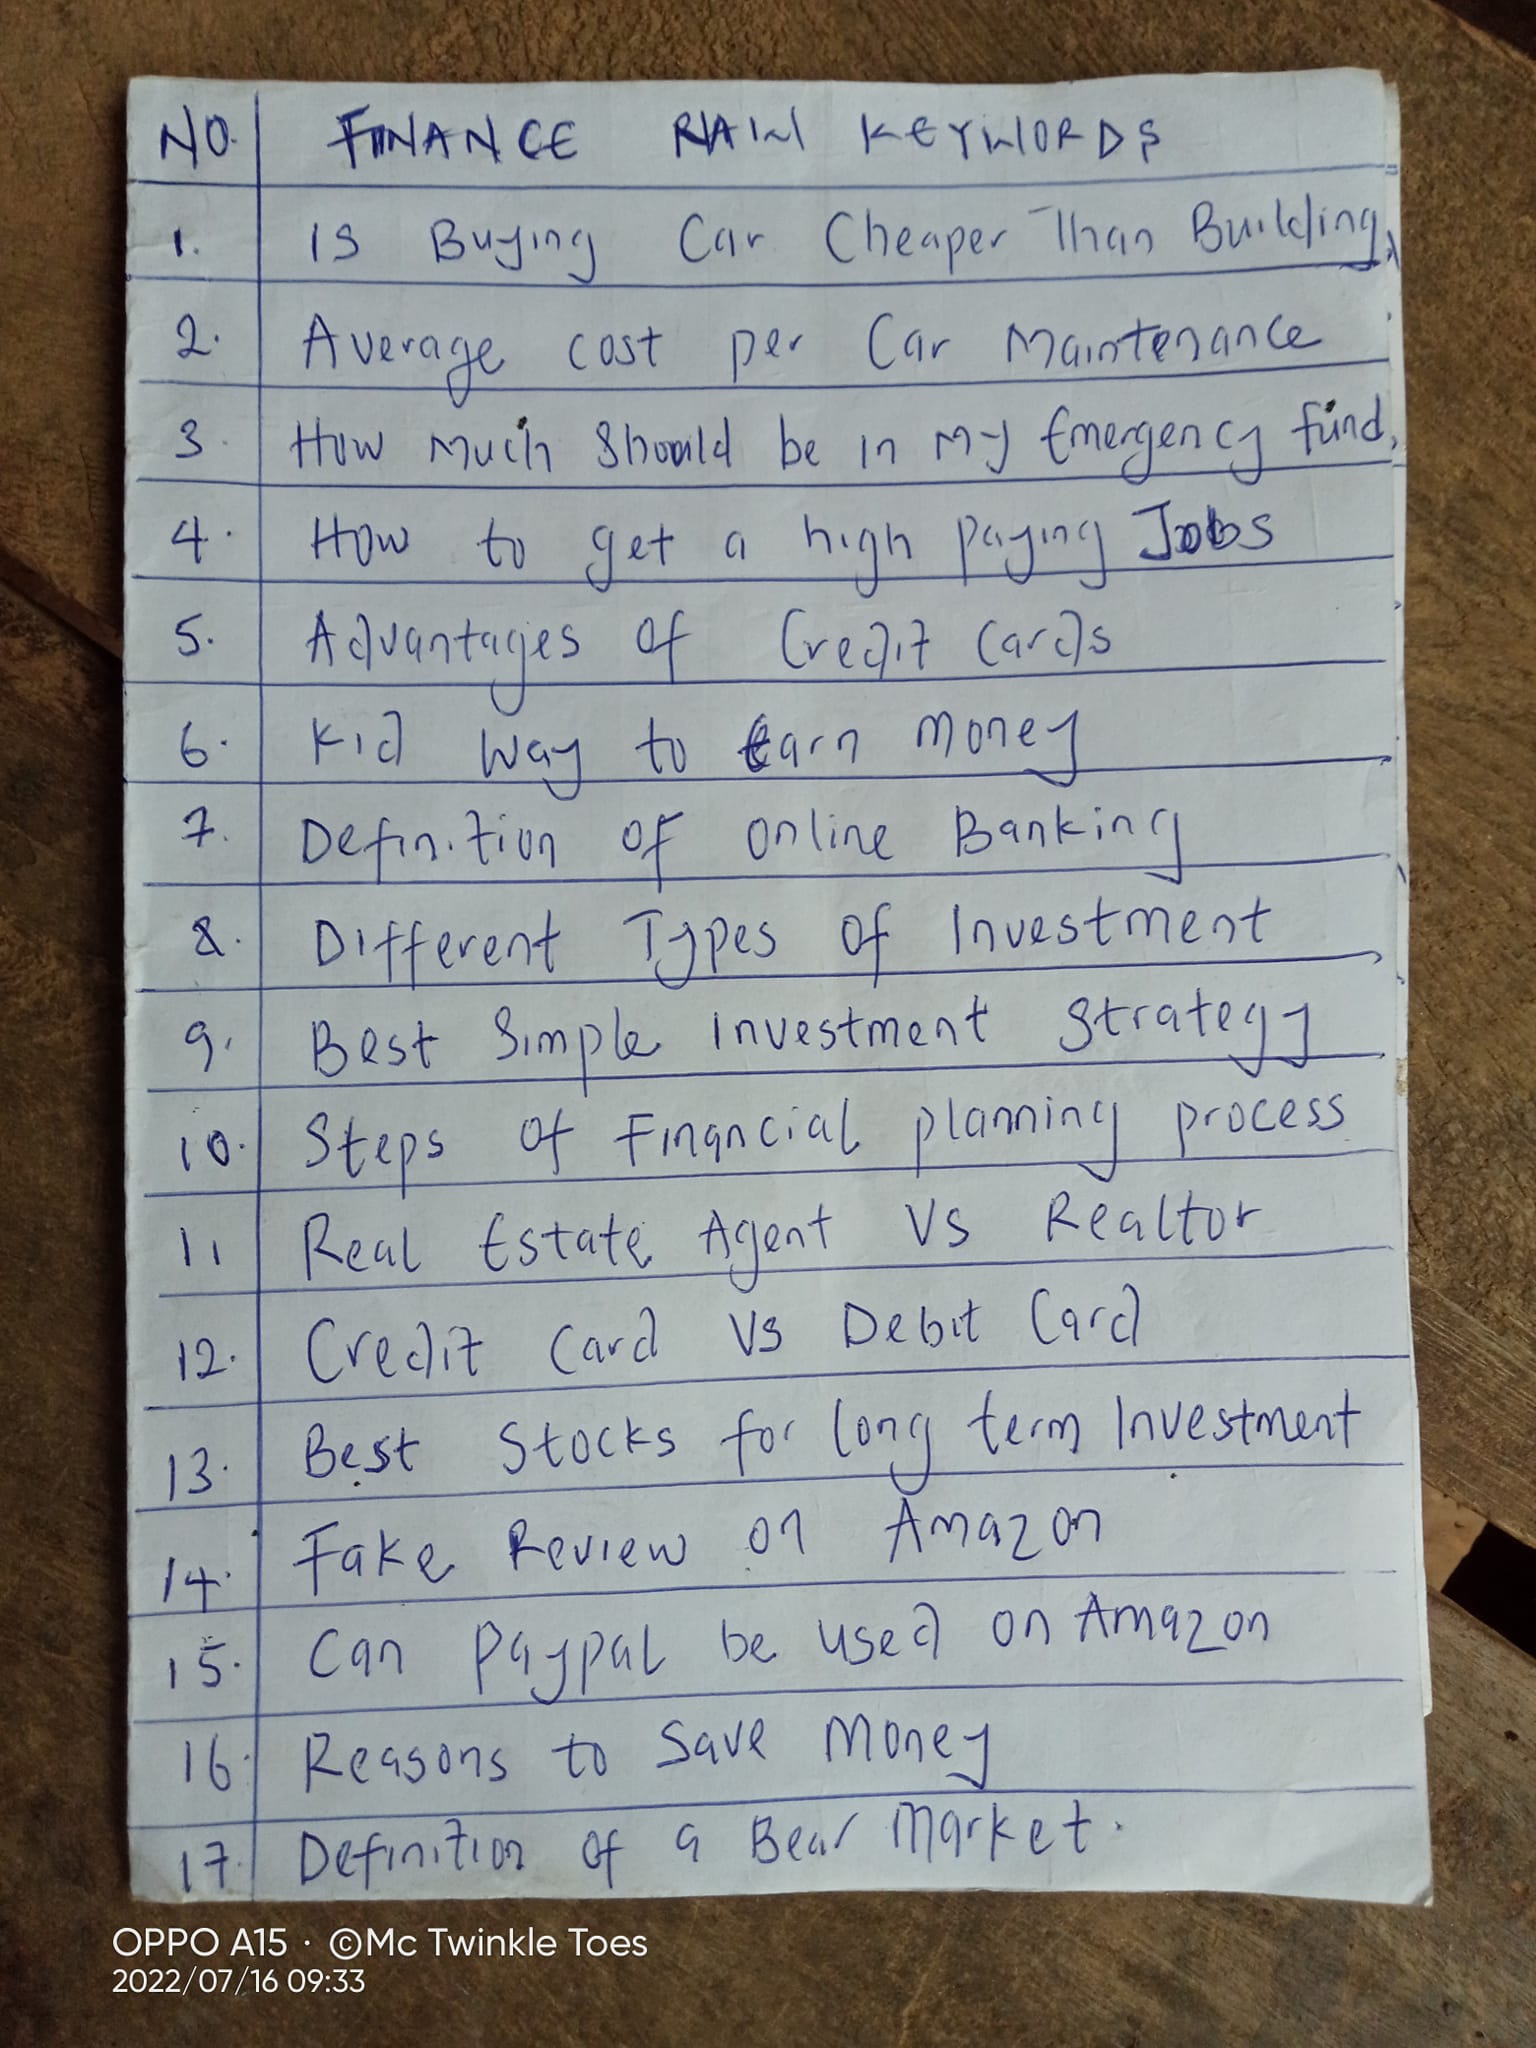 NO. FINANCE RAW KEYWORDS
1. Is Buying Car Cheaper Than Building,
2. Average cost per Car Maintenance
3. How Much Should be in My Emergency fund,
4. How to get a high paying Jobs
5. Advantages of Credit Cards
6. Kid way to Earn Money
7. Definition of online Banking
8. Different Types of Investment
9. Best Simple Investment Strategy
10. Steps of Financial planning process
11 Real Estate Agent Vs Realtor
12. Credit Card Vs Debit Card
13. Best Stocks for long term Investment
14. Fake Review on Amazon
15. Can Paypal be used on Amazon
16. Reasons to Save Money
17. Definition of a Bear Market.
OPPO A15 · ©Mc Twinkle Toes
2022/07/16 09:33